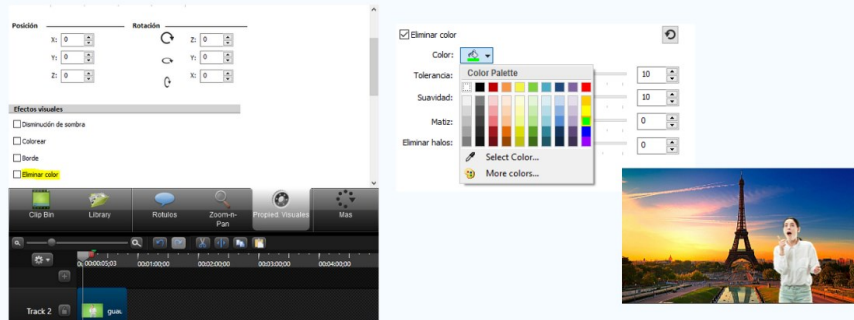 Posición
Rotación
X: 0
Z: 0
Y: 0
Y: 0
Z: 0
X: 0
Efectos visuales
Disminución de sombra
Colorear
Borde
Eliminar color
Clip Bin
Library
Rotulos
Zoom-n-Pan
Propied. Visuales
Mas
0:00:00:05;03
00:01:00;00
00:02:00;00
00:03:00;00
00:04:00;00
Track 2
guau
Eliminar color
Color:
Color Palette
Tolerancia:
10
Suavidad:
10
Matiz:
0
Eliminar halos:
0
Select Color...
More colors...